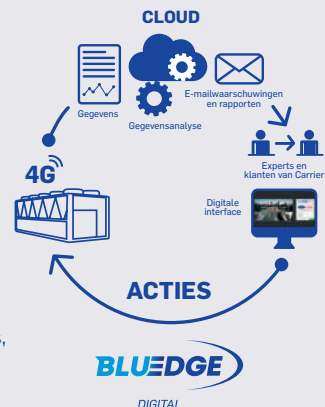 CLOUD
Gegevens
Gegevensanalyse
E-mailwaarschuwingen
en rapporten
4G
Experts en
klanten van Carrier
Digitale
interface
ACTIES
BLUEDGE
DIGITAL